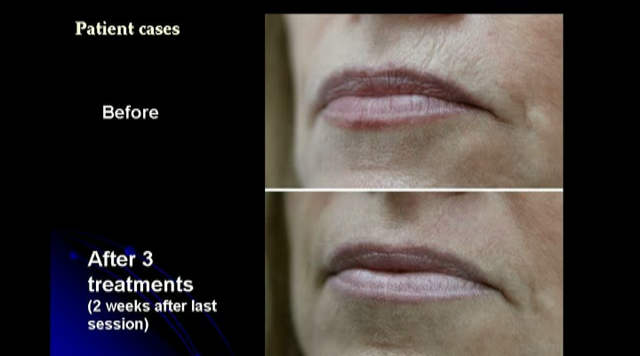 Patient cases
Before
After 3
treatments
(2 weeks after last
session)